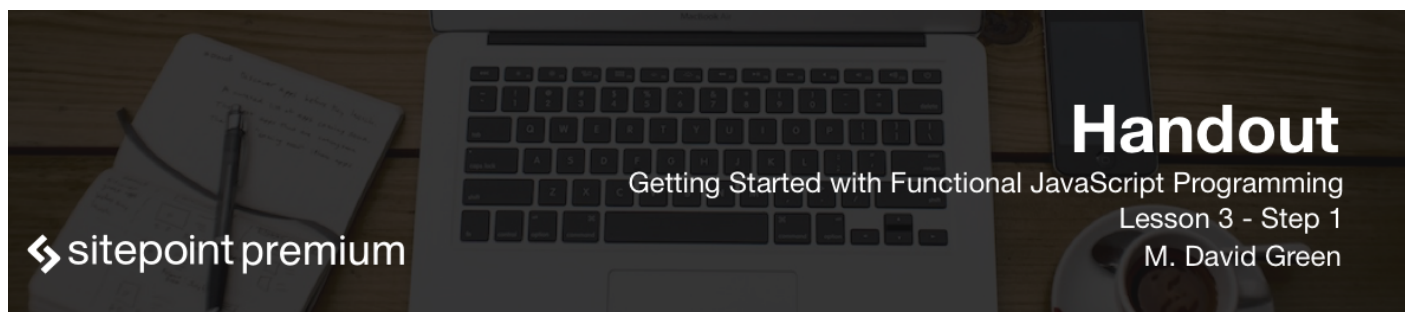 Handout
Getting Started with Functional JavaScript Programming
Lesson 3 - Step 1
M. David Green
sitepoint premium